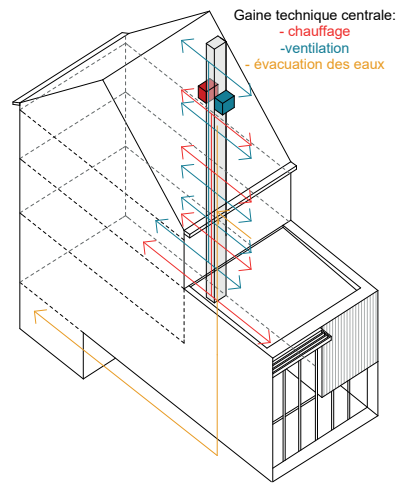 Gaine technique centrale:
- chauffage
-ventilation
- évacuation des eaux